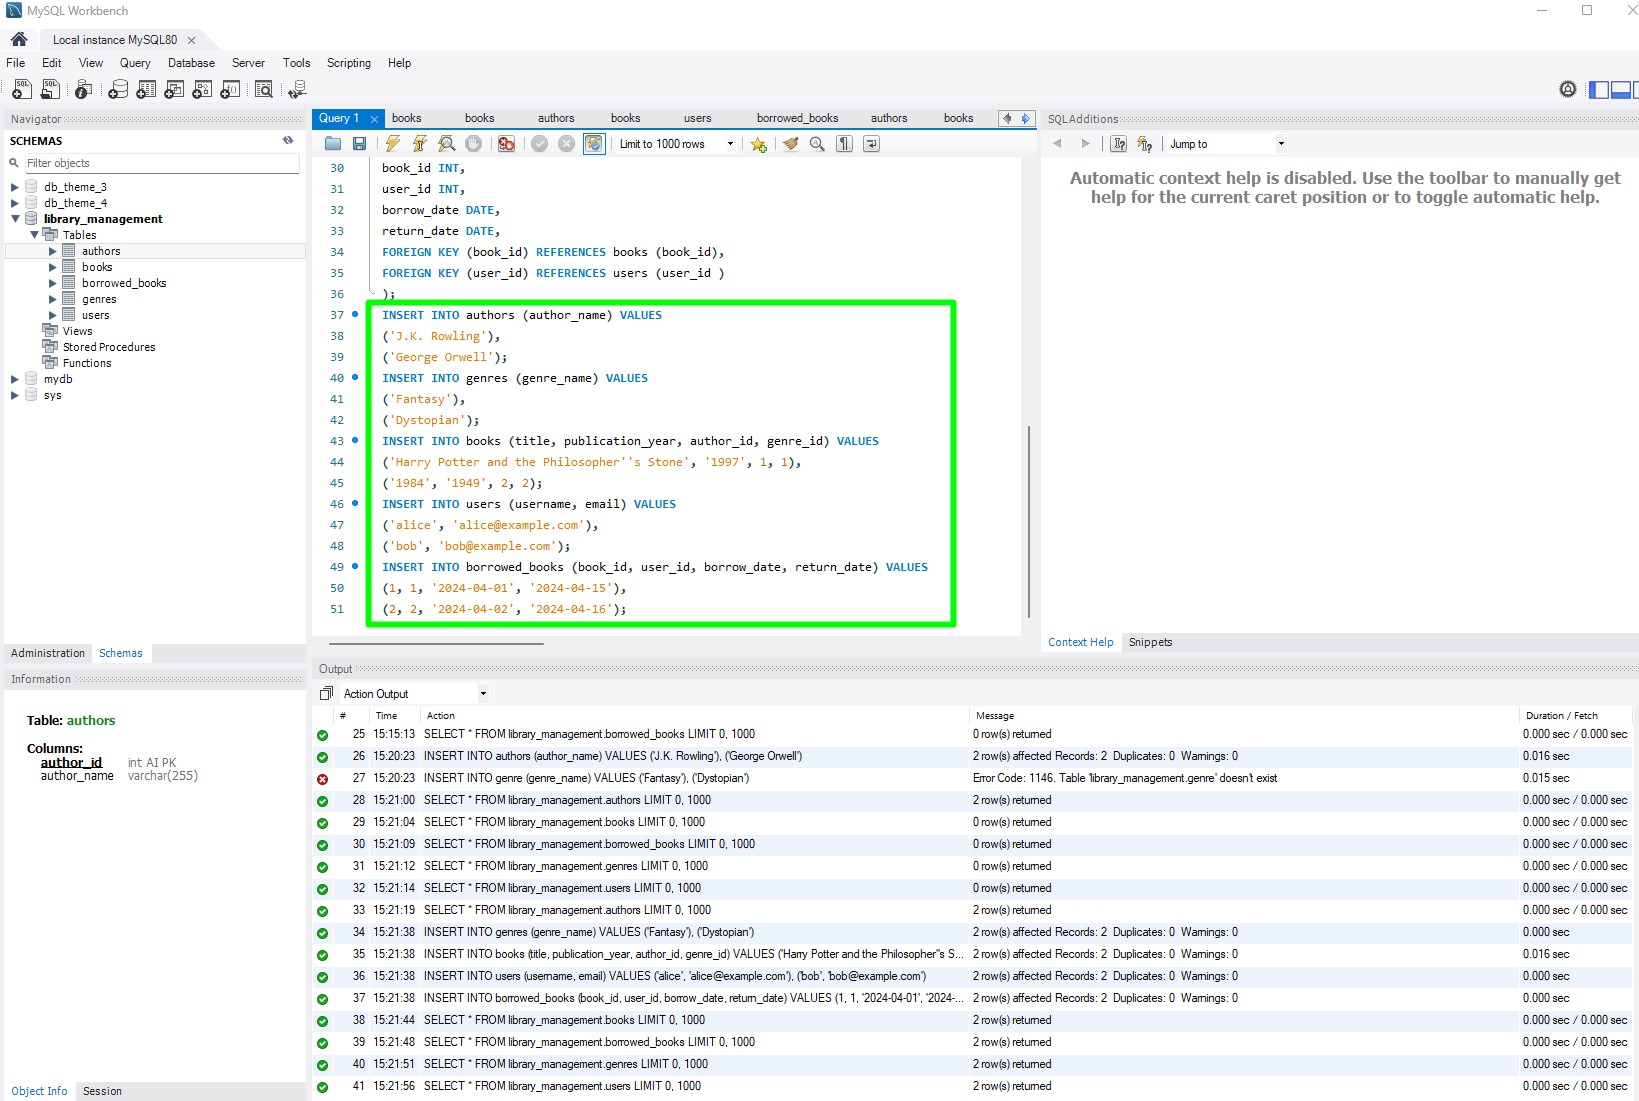 MySQL Workbench
Local instance MySQL80
File Edit View Query Database Server Tools Scripting Help
Navigator
SCHEMAS
Filter objects
db_theme_3
db_theme_4
library_management
Tables
authors
books
borrowed_books
genres
users
Views
Stored Procedures
Functions
mydb
sys
Administration Schemas
Information
Table: authors
Columns:
author_id int AI PK
author_name varchar(255)
Object Info Session
Query 1 books books authors books users borrowed_books authors books
Limit to 1000 rows
30 book_id INT,
31 user_id INT,
32 borrow_date DATE,
33 return_date DATE,
34 FOREIGN KEY (book_id) REFERENCES books (book_id),
35 FOREIGN KEY (user_id) REFERENCES users (user_id )
36 );
37 INSERT INTO authors (author_name) VALUES
38 ('J.K. Rowling'),
39 ('George Orwell');
40 INSERT INTO genres (genre_name) VALUES
41 ('Fantasy'),
42 ('Dystopian');
43 INSERT INTO books (title, publication_year, author_id, genre_id) VALUES
44 ('Harry Potter and the Philosopher''s Stone', '1997', 1, 1),
45 ('1984', '1949', 2, 2);
46 INSERT INTO users (username, email) VALUES
47 ('alice', 'alice@example.com'),
48 ('bob', 'bob@example.com');
49 INSERT INTO borrowed_books (book_id, user_id, borrow_date, return_date) VALUES
50 (1, 1, '2024-04-01', '2024-04-15'),
51 (2, 2, '2024-04-02', '2024-04-16');
SQLAdditions
Jump to
Automatic context help is disabled. Use the toolbar to manually get
help for the current caret position or to toggle automatic help.
Context Help Snippets
Output
Action Output
# Time Action Message Duration / Fetch
25 15:15:13 SELECT * FROM library_management.borrowed_books LIMIT 0, 1000 0 row(s) returned 0.000 sec / 0.000 sec
26 15:20:23 INSERT INTO authors (author_name) VALUES ('J.K. Rowling'), ('George Orwell') 2 row(s) affected Records: 2 Duplicates: 0 Warnings: 0 0.016 sec
27 15:20:23 INSERT INTO genre (genre_name) VALUES ('Fantasy'), ('Dystopian') Error Code: 1146. Table 'library_management.genre' doesn't exist 0.015 sec
28 15:21:00 SELECT * FROM library_management.authors LIMIT 0, 1000 2 row(s) returned 0.000 sec / 0.000 sec
29 15:21:04 SELECT * FROM library_management.books LIMIT 0, 1000 0 row(s) returned 0.000 sec / 0.000 sec
30 15:21:09 SELECT * FROM library_management.borrowed_books LIMIT 0, 1000 0 row(s) returned 0.000 sec / 0.000 sec
31 15:21:12 SELECT * FROM library_management.genres LIMIT 0, 1000 0 row(s) returned 0.000 sec / 0.000 sec
32 15:21:14 SELECT * FROM library_management.users LIMIT 0, 1000 0 row(s) returned 0.000 sec / 0.000 sec
33 15:21:19 SELECT * FROM library_management.authors LIMIT 0, 1000 2 row(s) returned 0.000 sec / 0.000 sec
34 15:21:38 INSERT INTO genres (genre_name) VALUES ('Fantasy'), ('Dystopian') 2 row(s) affected Records: 2 Duplicates: 0 Warnings: 0 0.000 sec
35 15:21:38 INSERT INTO books (title, publication_year, author_id, genre_id) VALUES ('Harry Potter and the Philosopher''s S... 2 row(s) affected Records: 2 Duplicates: 0 Warnings: 0 0.016 sec
36 15:21:38 INSERT INTO users (username, email) VALUES ('alice', 'alice@example.com'), ('bob', 'bob@example.com') 2 row(s) affected Records: 2 Duplicates: 0 Warnings: 0 0.000 sec
37 15:21:38 INSERT INTO borrowed_books (book_id, user_id, borrow_date, return_date) VALUES (1, 1, '2024-04-01', '2024-... 2 row(s) affected Records: 2 Duplicates: 0 Warnings: 0 0.000 sec
38 15:21:44 SELECT * FROM library_management.books LIMIT 0, 1000 2 row(s) returned 0.000 sec / 0.000 sec
39 15:21:48 SELECT * FROM library_management.borrowed_books LIMIT 0, 1000 2 row(s) returned 0.000 sec / 0.000 sec
40 15:21:51 SELECT * FROM library_management.genres LIMIT 0, 1000 2 row(s) returned 0.000 sec / 0.000 sec
41 15:21:56 SELECT * FROM library_management.users LIMIT 0, 1000 2 row(s) returned 0.000 sec / 0.000 sec